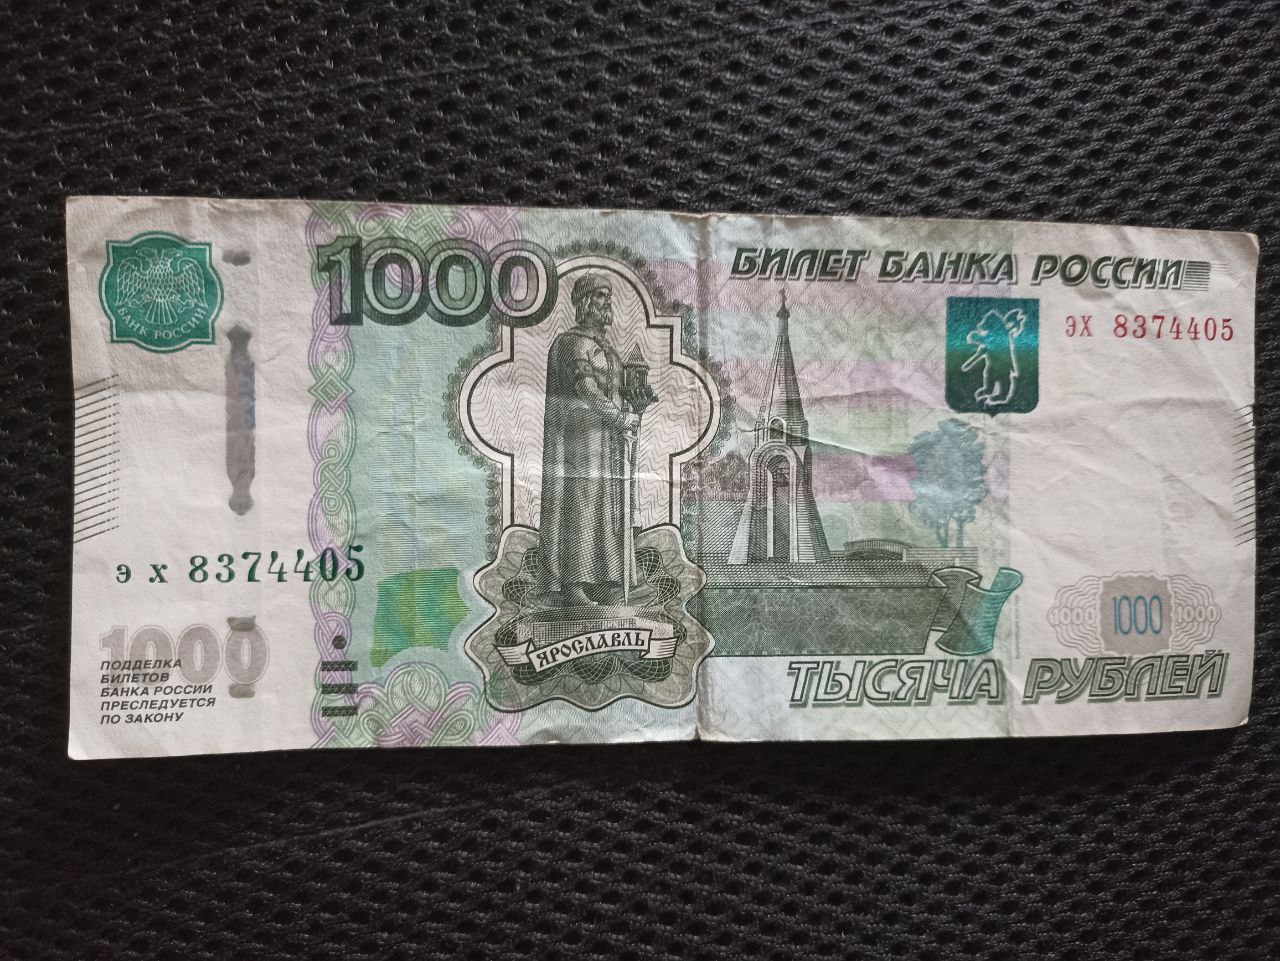 1000
БИЛЕТ БАНКА РОССИИ
БАНК РОССИИ
эх 8374405
эх 8374405
ЯРОСЛАВЛЬ
1000
ПОДДЕЛКА
БИЛЕТОВ
БАНКА РОССИИ
ПРЕСЛЕДУЕТСЯ
ПО ЗАКОНУ
1000 1000 1000
ТЫСЯЧА РУБЛЕЙ